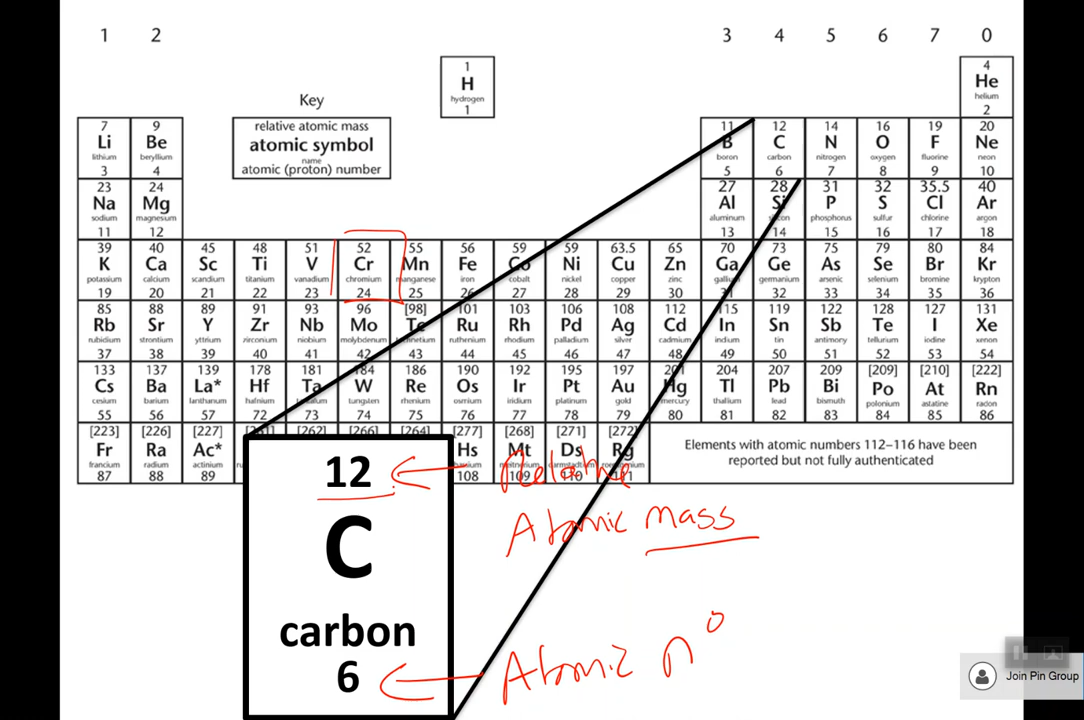 1 2 3 4 5 6 7 0
1 4
H He
hydrogen helium
1 2
Key
relative atomic mass
atomic symbol
name
atomic (proton) number
7 9 11 12 14 16 19 20
Li Be B C N O F Ne
lithium beryllium boron carbon nitrogen oxygen fluorine neon
3 4 5 6 7 8 9 10
23 24 27 28 31 32 35.5 40
Na Mg Al Si P S Cl Ar
sodium magnesium aluminum phosphorus sulfur chlorine argon
11 12 13 14 15 16 17 18
39 40 45 48 51 52 55 56 59 59 63.5 65 70 73 75 79 80 84
K Ca Sc Ti V Cr Mn Fe Co Ni Cu Zn Ga Ge As Se Br Kr
potassium calcium scandium titanium vanadium chromium manganese iron cobalt nickel copper zinc gallium germanium arsenic selenium bromine krypton
19 20 21 22 23 24 25 26 27 28 29 30 31 32 33 34 35 36
85 88 89 91 93 96 [98] 101 103 106 108 112 115 119 122 128 127 131
Rb Sr Y Zr Nb Mo Tc Ru Rh Pd Ag Cd In Sn Sb Te I Xe
rubidium strontium yttrium zirconium niobium molybdenum ruthenium rhodium palladium silver cadmium indium tin antimony tellurium iodine xenon
37 38 39 40 41 42 43 44 45 46 47 48 49 50 51 52 53 54
133 137 139 178 181 184 186 190 192 195 197 201 204 207 209 [209] [210] [222]
Cs Ba La* Hf Ta W Re Os Ir Pt Au Hg Tl Pb Bi Po At Rn
cesium barium lanthanum hafnium tungsten rhenium osmium iridium platinum gold mercury thallium lead bismuth polonium astatine radon
55 56 57 72 73 74 75 76 77 78 79 80 81 82 83 84 85 86
[223] [226] [227] [262] [266] [264] [277] [268] [271] [272]
Fr Ra Ac* Hs Mt Ds Rg
francium radium actinium
87 88 89 108 109 110 111
Elements with atomic numbers 112–116 have been
reported but not fully authenticated
12
C
carbon
6
Relative
Atomic mass
Atomic nº
Join Pin Group